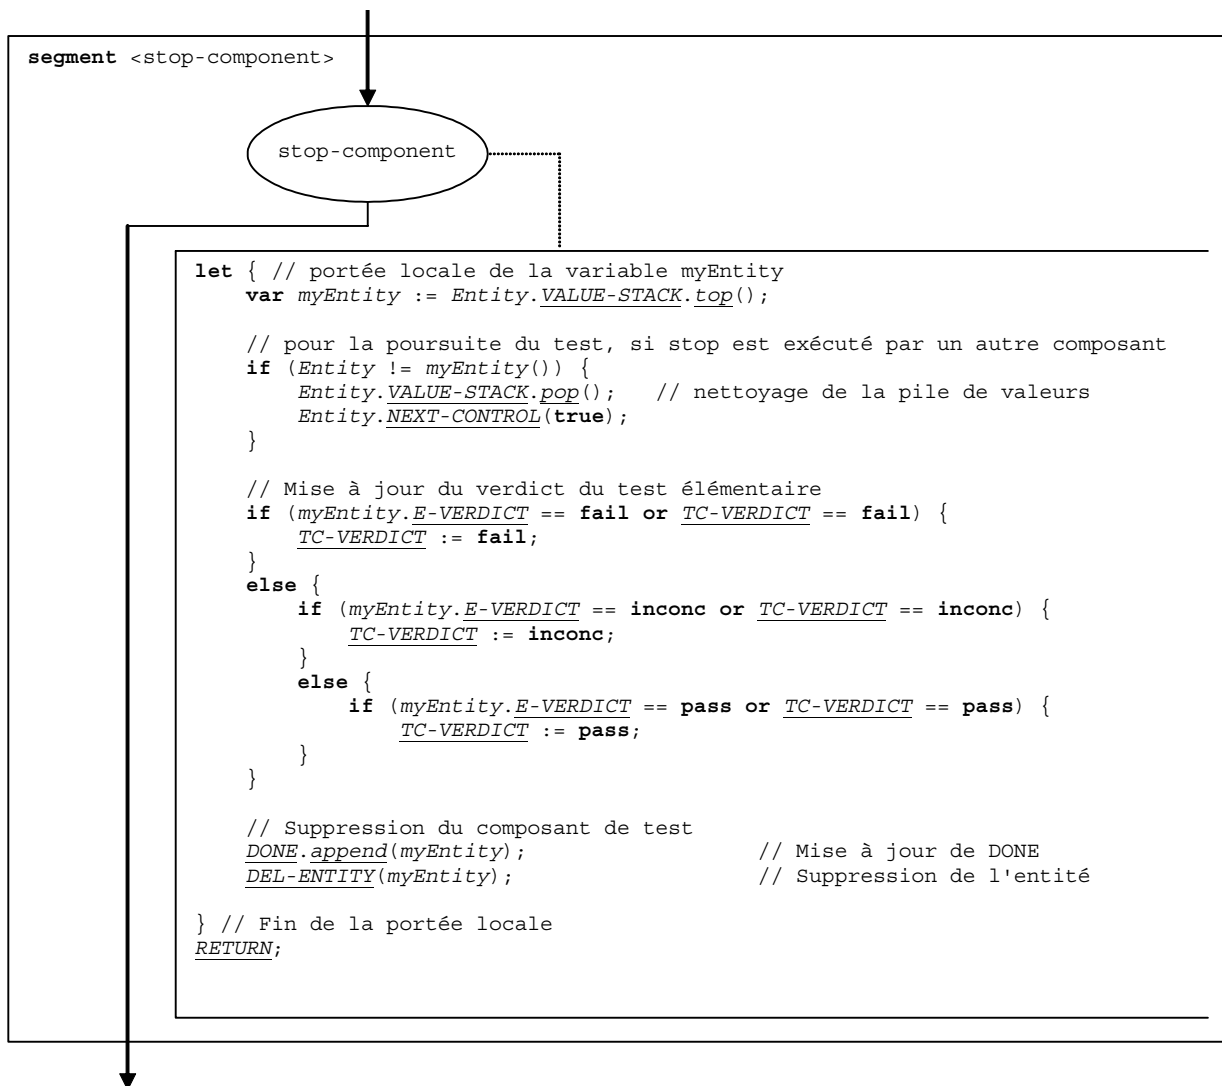 segment <stop-component>
stop-component
let { // portée locale de la variable myEntity
var myEntity := Entity.VALUE-STACK.top();
// pour la poursuite du test, si stop est exécuté par un autre composant
if (Entity != myEntity()) {
Entity.VALUE-STACK.pop(); // nettoyage de la pile de valeurs
Entity.NEXT-CONTROL(true);
}
// Mise à jour du verdict du test élémentaire
if (myEntity.E-VERDICT == fail or TC-VERDICT == fail) {
TC-VERDICT := fail;
}
else {
if (myEntity.E-VERDICT == inconc or TC-VERDICT == inconc) {
TC-VERDICT := inconc;
}
else {
if (myEntity.E-VERDICT == pass or TC-VERDICT == pass) {
TC-VERDICT := pass;
}
}
// Suppression du composant de test
DONE.append(myEntity); // Mise à jour de DONE
DEL-ENTITY(myEntity); // Suppression de l'entité
} // Fin de la portée locale
RETURN;